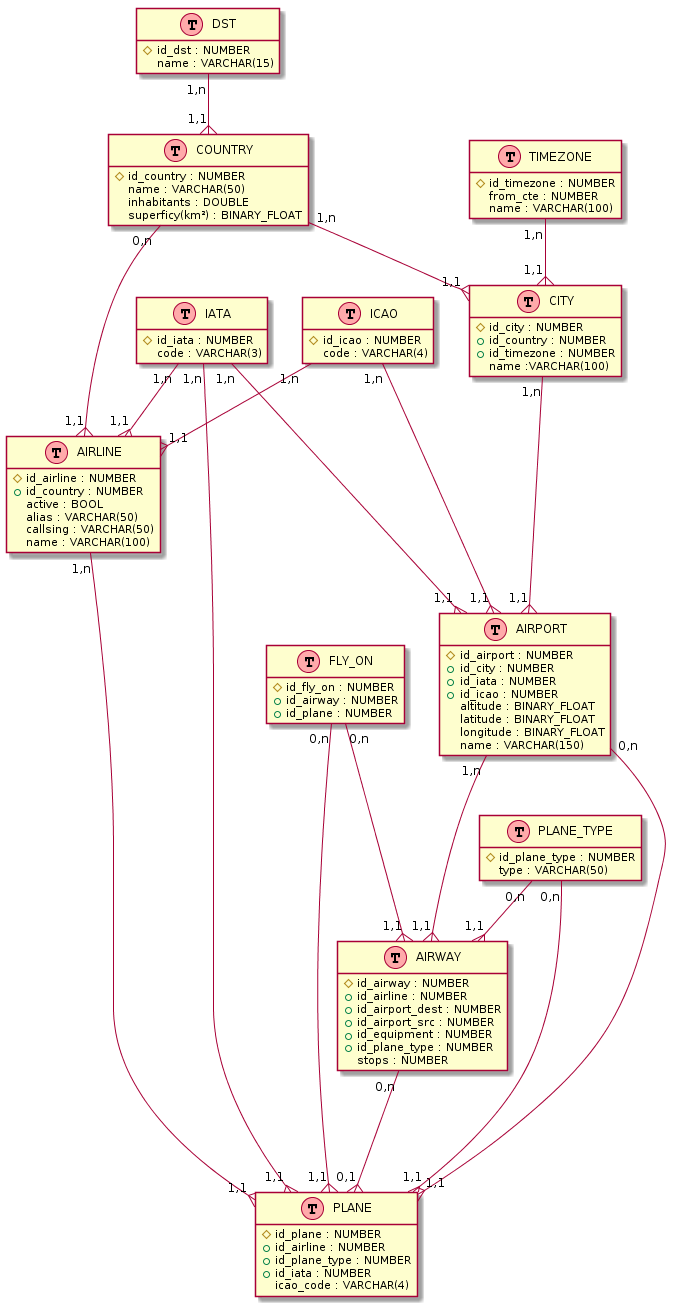 T DST
id_dst : NUMBER
name : VARCHAR(15)
1,n
1,1
T COUNTRY
id_country : NUMBER
name : VARCHAR(50)
inhabitants : DOUBLE
superficy(km²) : BINARY_FLOAT
T TIMEZONE
id_timezone : NUMBER
from_cte : NUMBER
name : VARCHAR(100)
1,n
0,n
1,n
1,1
1,1
T IATA
id_iata : NUMBER
code : VARCHAR(3)
T ICAO
id_icao : NUMBER
code : VARCHAR(4)
T CITY
id_city : NUMBER
id_country : NUMBER
id_timezone : NUMBER
name :VARCHAR(100)
1,n
1,n
1,n
1,n
1,n
1,n
1,1
1,1
1,1
T AIRLINE
id_airline : NUMBER
id_country : NUMBER
active : BOOL
alias : VARCHAR(50)
callsing : VARCHAR(50)
name : VARCHAR(100)
1,n
1,1
1,1
1,1
T AIRPORT
id_airport : NUMBER
id_city : NUMBER
id_iata : NUMBER
id_icao : NUMBER
altitude : BINARY_FLOAT
latitude : BINARY_FLOAT
longitude : BINARY_FLOAT
name : VARCHAR(150)
T FLY_ON
id_fly_on : NUMBER
id_airway : NUMBER
id_plane : NUMBER
0,n
0,n
1,n
0,n
T PLANE_TYPE
id_plane_type : NUMBER
type : VARCHAR(50)
0,n
0,n
1,1
1,1
1,1
T AIRWAY
id_airway : NUMBER
id_airline : NUMBER
id_airport_dest : NUMBER
id_airport_src : NUMBER
id_equipment : NUMBER
id_plane_type : NUMBER
stops : NUMBER
0,n
1,1
1,1
1,1
0,1
1,1
1,1
T PLANE
id_plane : NUMBER
id_airline : NUMBER
id_plane_type : NUMBER
id_iata : NUMBER
icao_code : VARCHAR(4)